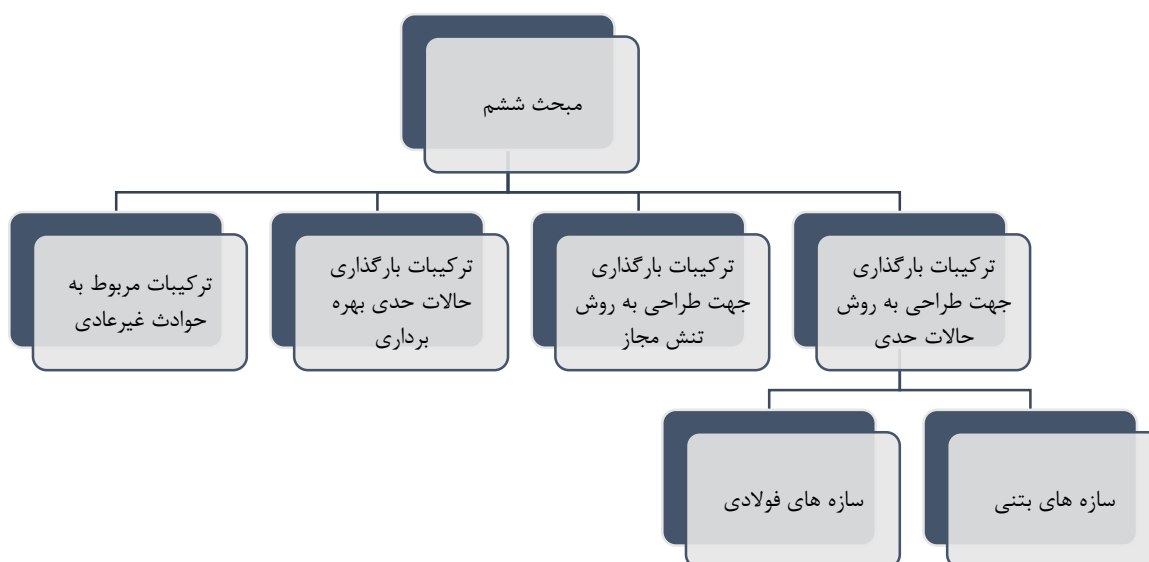 مبحث ششم
ترکیبات بارگذاری
جهت طراحی به روش
حالات حدی
ترکیبات بارگذاری
جهت طراحی به روش
تنش مجاز
ترکیبات بارگذاری
حالات حدی بهره
برداری
ترکیبات مربوط به
حوادث غیرعادی
سازه های بتنی
سازه های فولادی